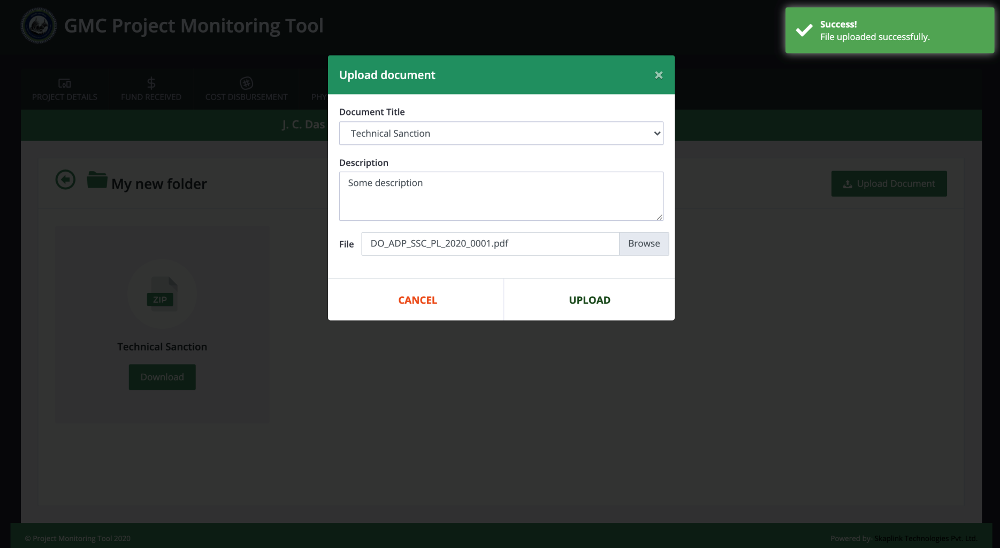 GMC Project Monitoring Tool
Success!
File uploaded successfully.
Upload document
×
PROJECT DETAILS
FUND RECEIVED
COST DISBURSEMENT
PHY
J. C. Das
Document Title
Technical Sanction
Description
Some description
My new folder
Upload Document
File
DO_ADP_SSC_PL_2020_0001.pdf
Browse
CANCEL
UPLOAD
ZIP
Technical Sanction
Download
© Project Monitoring Tool 2020
Powered by- Skaplink Technologies Pvt. Ltd.